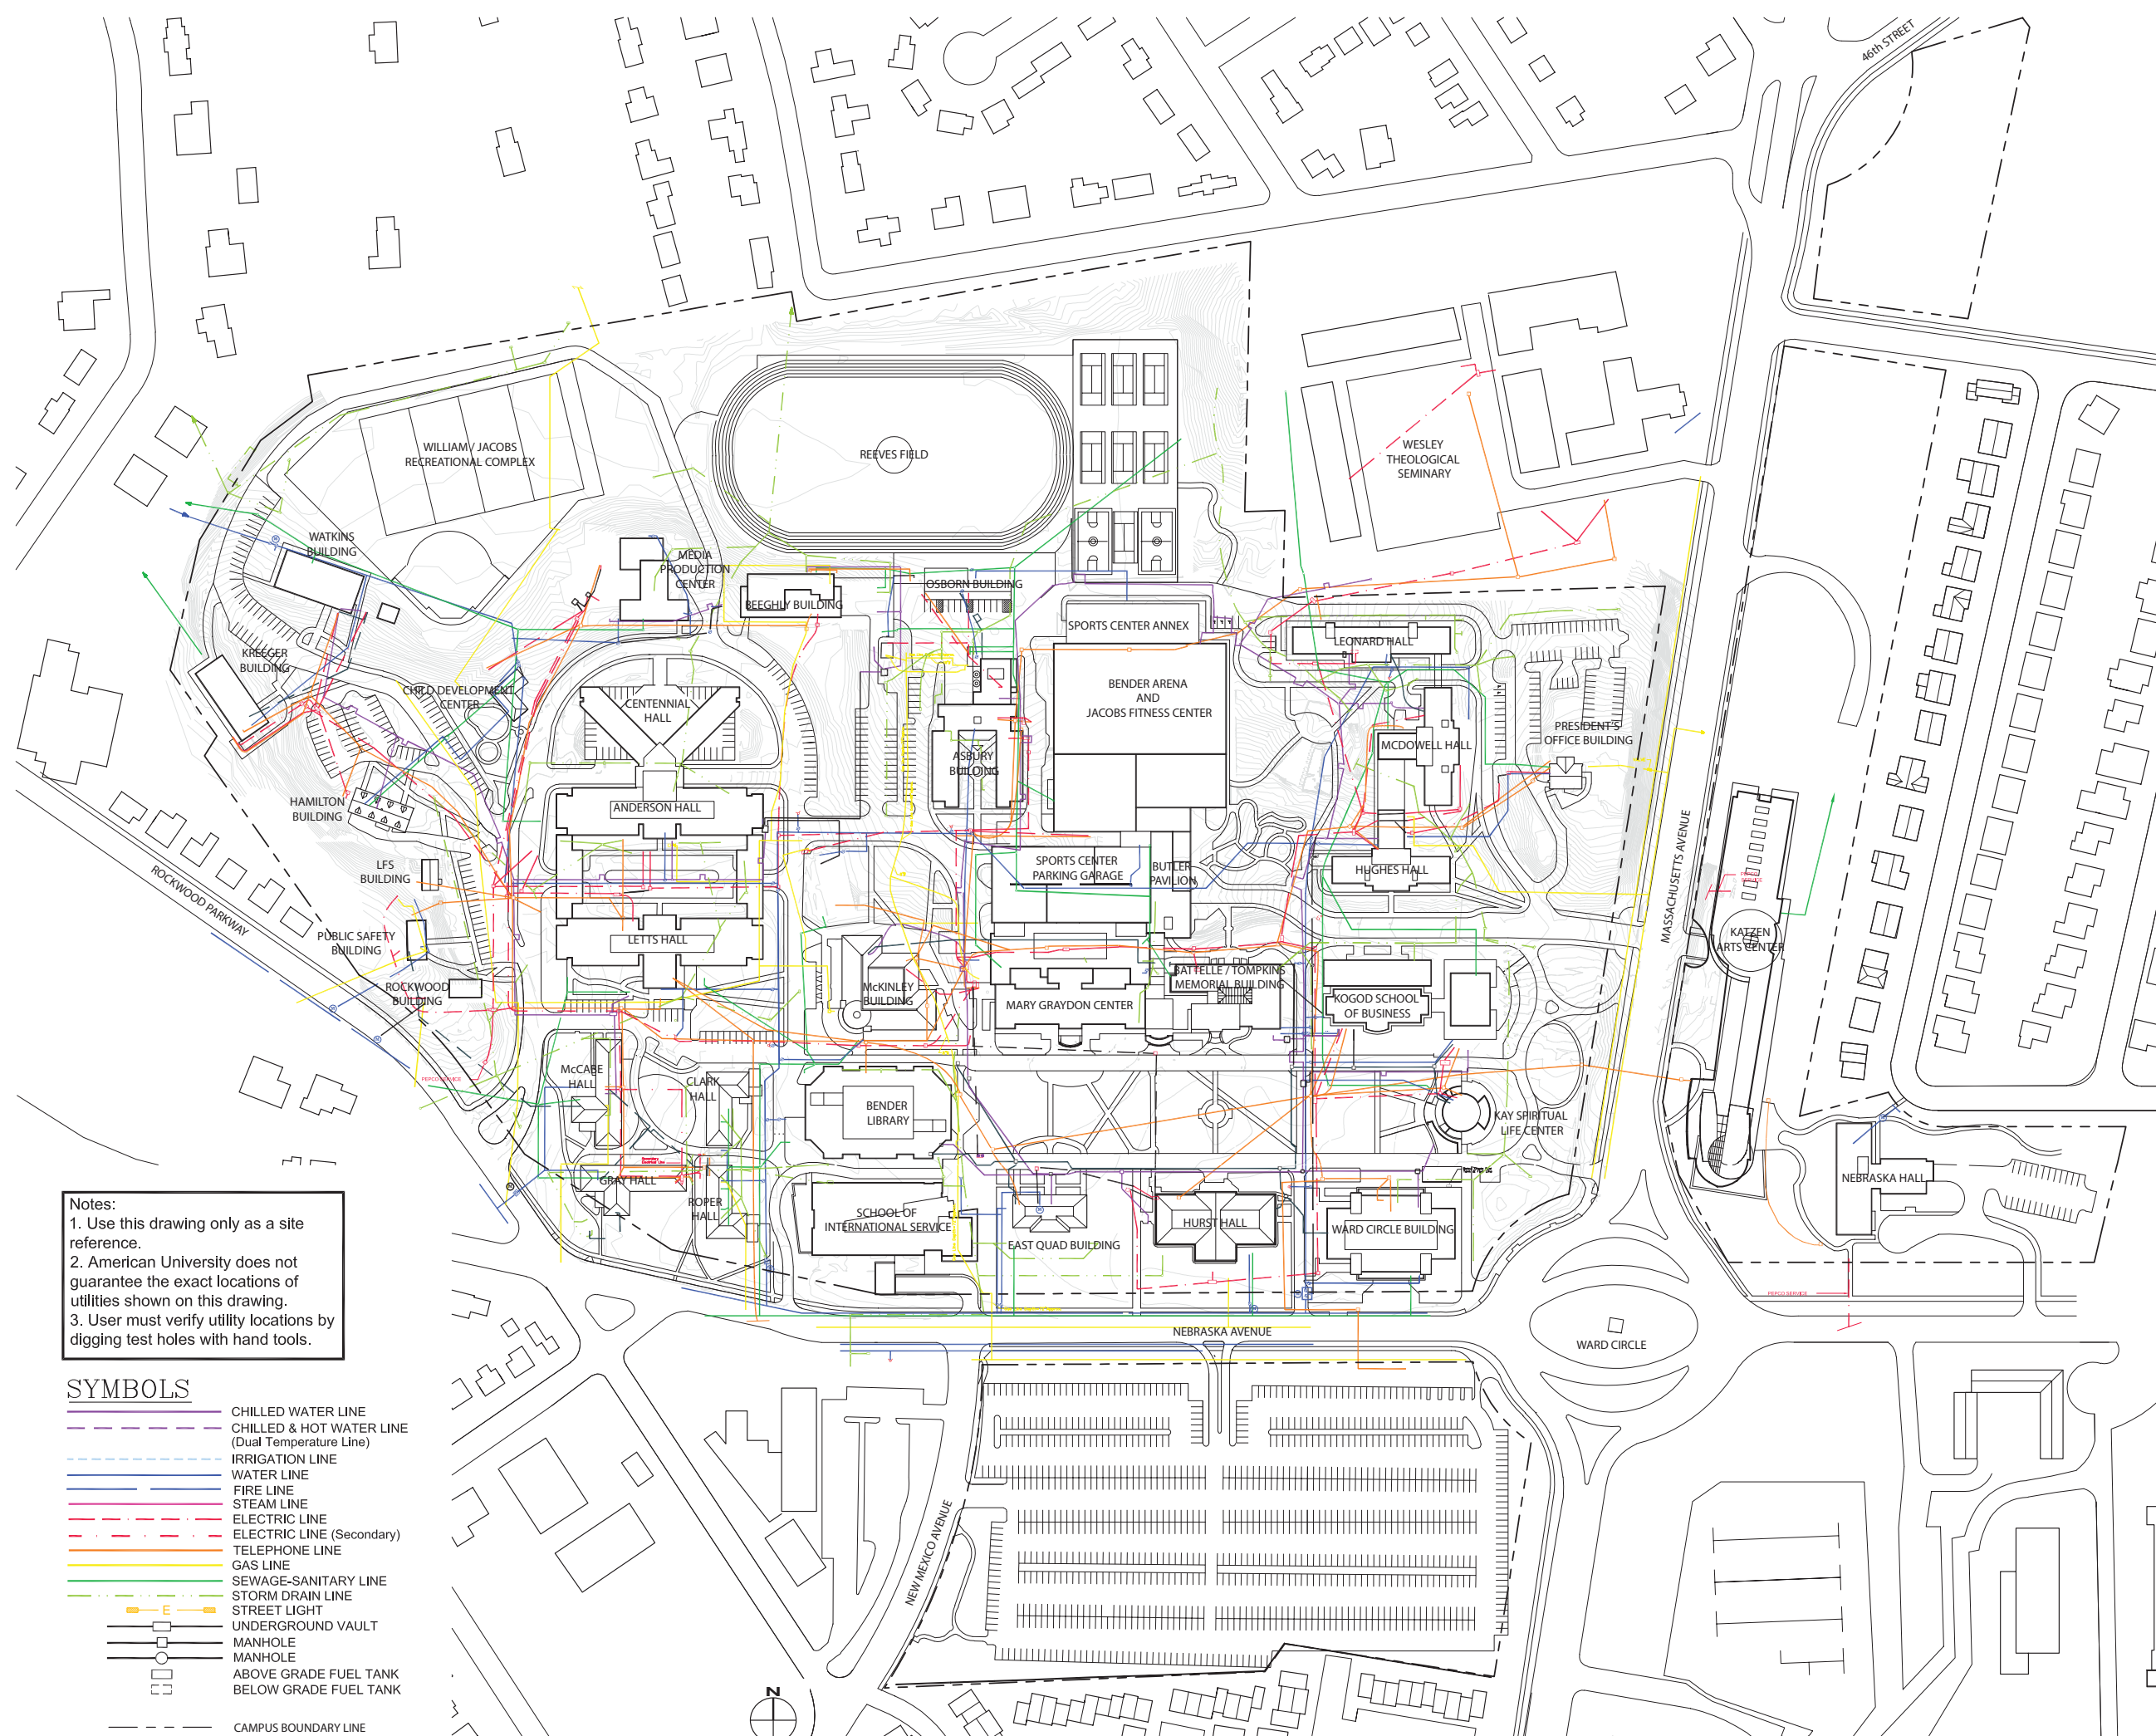 46th STREET
WILLIAM / JACOBS
RECREATIONAL COMPLEX
REEVES FIELD
WESLEY
THEOLOGICAL
SEMINARY
WATKINS
BUILDING
MEDIA
PRODUCTION
CENTER
BEEGHLY BUILDING
OSBORN BUILDING
SPORTS CENTER ANNEX
LEONARD HALL
KREEGER
BUILDING
CHILD DEVELOPMENT
CENTER
CENTENNIAL
HALL
BENDER ARENA
AND
JACOBS FITNESS CENTER
MCDOWELL HALL
PRESIDENT'S
OFFICE BUILDING
ASBURY
BUILDING
HAMILTON
BUILDING
ANDERSON HALL
LFS
BUILDING
SPORTS CENTER
PARKING GARAGE
BUTLER
PAVILION
HUGHES HALL
ROCKWOOD PARKWAY
MASSACHUSETTS AVENUE
PEPCO
SERVICE
KATZEN
ARTS CENTER
PUBLIC SAFETY
BUILDING
LETTS HALL
ROCKWOOD
BUILDING
McKINLEY
BUILDING
MARY GRAYDON CENTER
BATTELLE / TOMPKINS
MEMORIAL BUILDING
KOGOD SCHOOL
OF BUSINESS
PEPCO SERVICE
McCABE
HALL
CLARK
HALL
BENDER
LIBRARY
KAY SPIRITUAL
LIFE CENTER
GRAY HALL
ROPER
HALL
SCHOOL OF
INTERNATIONAL SERVICE
EAST QUAD BUILDING
HURST HALL
WARD CIRCLE BUILDING
NEBRASKA HALL
PEPCO SERVICE
NEBRASKA AVENUE
WARD CIRCLE
NEW MEXICO AVENUE
Notes:
1. Use this drawing only as a site
reference.
2. American University does not
guarantee the exact locations of
utilities shown on this drawing.
3. User must verify utility locations by
digging test holes with hand tools.
SYMBOLS
CHILLED WATER LINE
CHILLED & HOT WATER LINE
(Dual Temperature Line)
IRRIGATION LINE
WATER LINE
FIRE LINE
STEAM LINE
ELECTRIC LINE
ELECTRIC LINE (Secondary)
TELEPHONE LINE
GAS LINE
SEWAGE-SANITARY LINE
STORM DRAIN LINE
E STREET LIGHT
UNDERGROUND VAULT
MANHOLE
MANHOLE
ABOVE GRADE FUEL TANK
BELOW GRADE FUEL TANK
CAMPUS BOUNDARY LINE
N